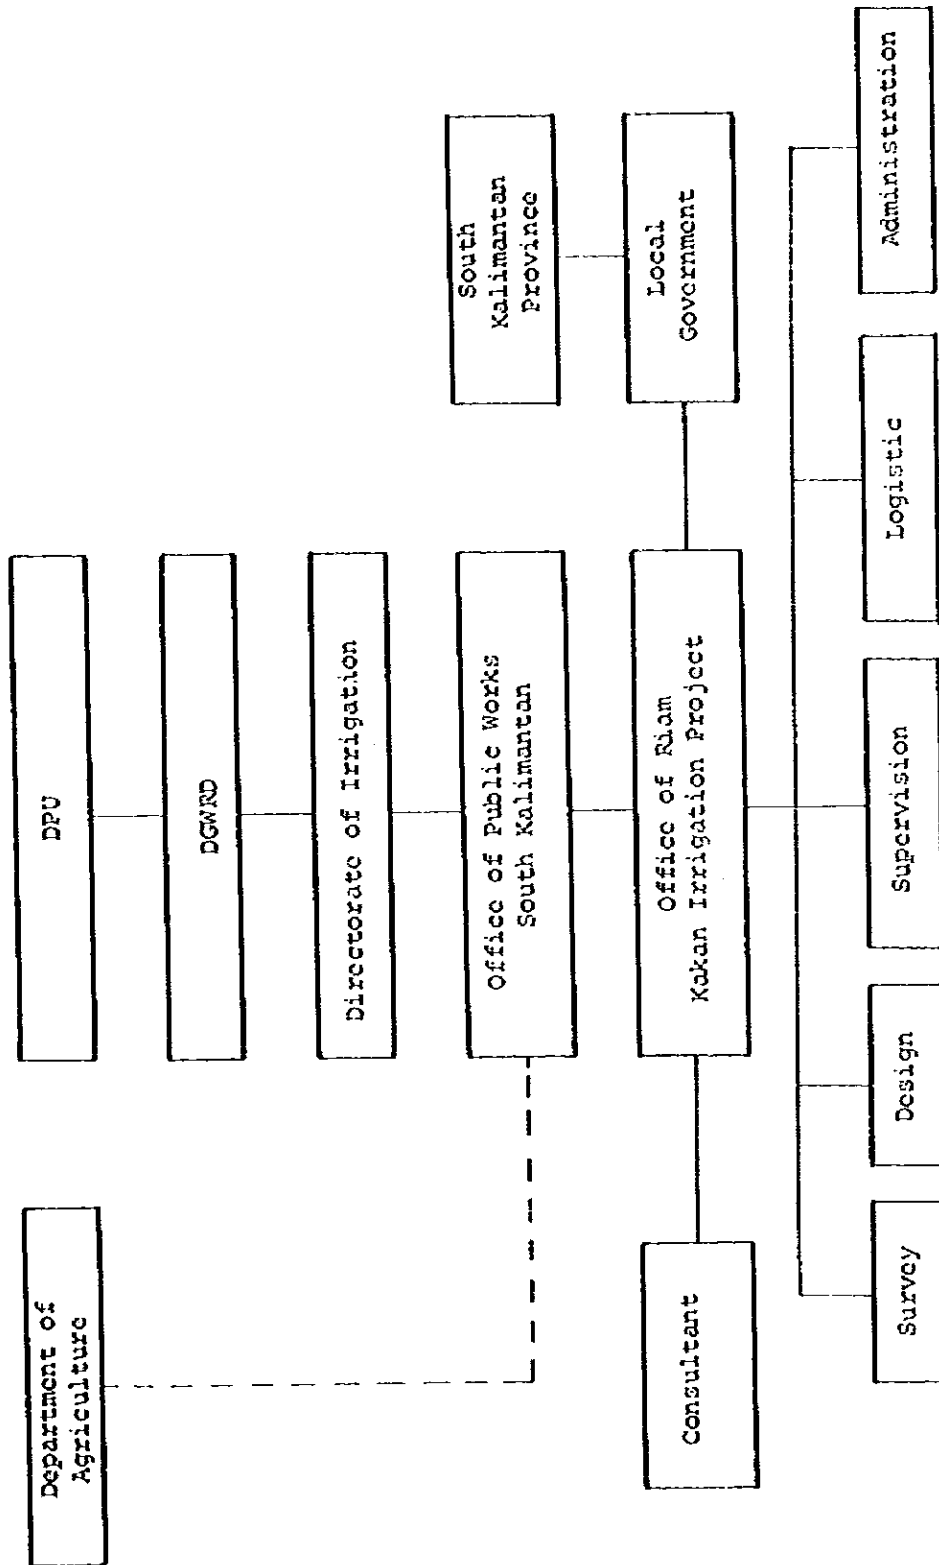 Department of
Agriculture
DPU
DGWRD
Directorate of Irrigation
Office of Public Works
South Kalimantan
South
Kalimantan
Province
Consultant
Office of Riam
Kakan Irrigation Project
Local
Government
Survey
Design
Supervision
Logistic
Administration